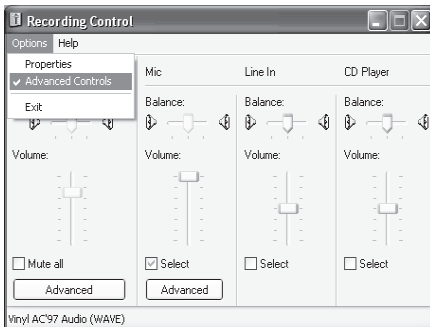 Recording Control
Options Help
Properties
Advanced Controls
Exit
Mic Line In CD Player
Balance: Balance: Balance:
Volume: Volume: Volume: Volume:
Mute all Select Select Select
Advanced Advanced
Vinyl AC'97 Audio (WAVE)